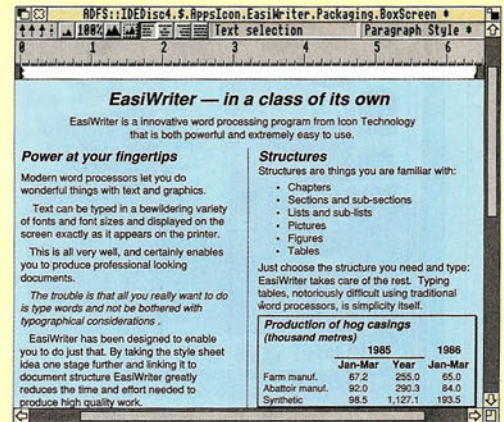 ADFS::IDEDisc4.$.AppsIcon.EasiWriter.Packaging.BoxScreen *
100% Text selection Paragraph Style
0 1 2 3 4 5 6
EasiWriter — in a class of its own
EasiWriter is a innovative word processing program from Icon Technology
that is both powerful and extremely easy to use.
Power at your fingertips
Modern word processors let you do
wonderful things with text and graphics.
Text can be typed in a bewildering variety
of fonts and font sizes and displayed on the
screen exactly as it appears on the printer.
This is all very well, and certainly enables
you to produce professional looking
documents.
The trouble is that all you really want to do
is type words and not be bothered with
typographical considerations .
EasiWriter has been designed to enable
you to do just that. By taking the style sheet
idea one stage further and linking it to
document structure EasiWriter greatly
reduces the time and effort needed to
produce high quality work.
Structures
Structures are things you are familiar with:
• Chapters
• Sections and sub-sections
• Lists and sub-lists
• Pictures
• Figures
• Tables
Just choose the structure you need and type:
EasiWriter takes care of the rest. Typing
tables, notoriously difficult using traditional
word processors, is simplicity itself.
Production of hog casings
(thousand metres)
1985 1986
Jan-Mar Year Jan-Mar
Farm manuf. 67.2 255.0 65.0
Abattoir manuf. 92.0 290.3 84.0
Synthetic 98.5 1,127.1 193.5